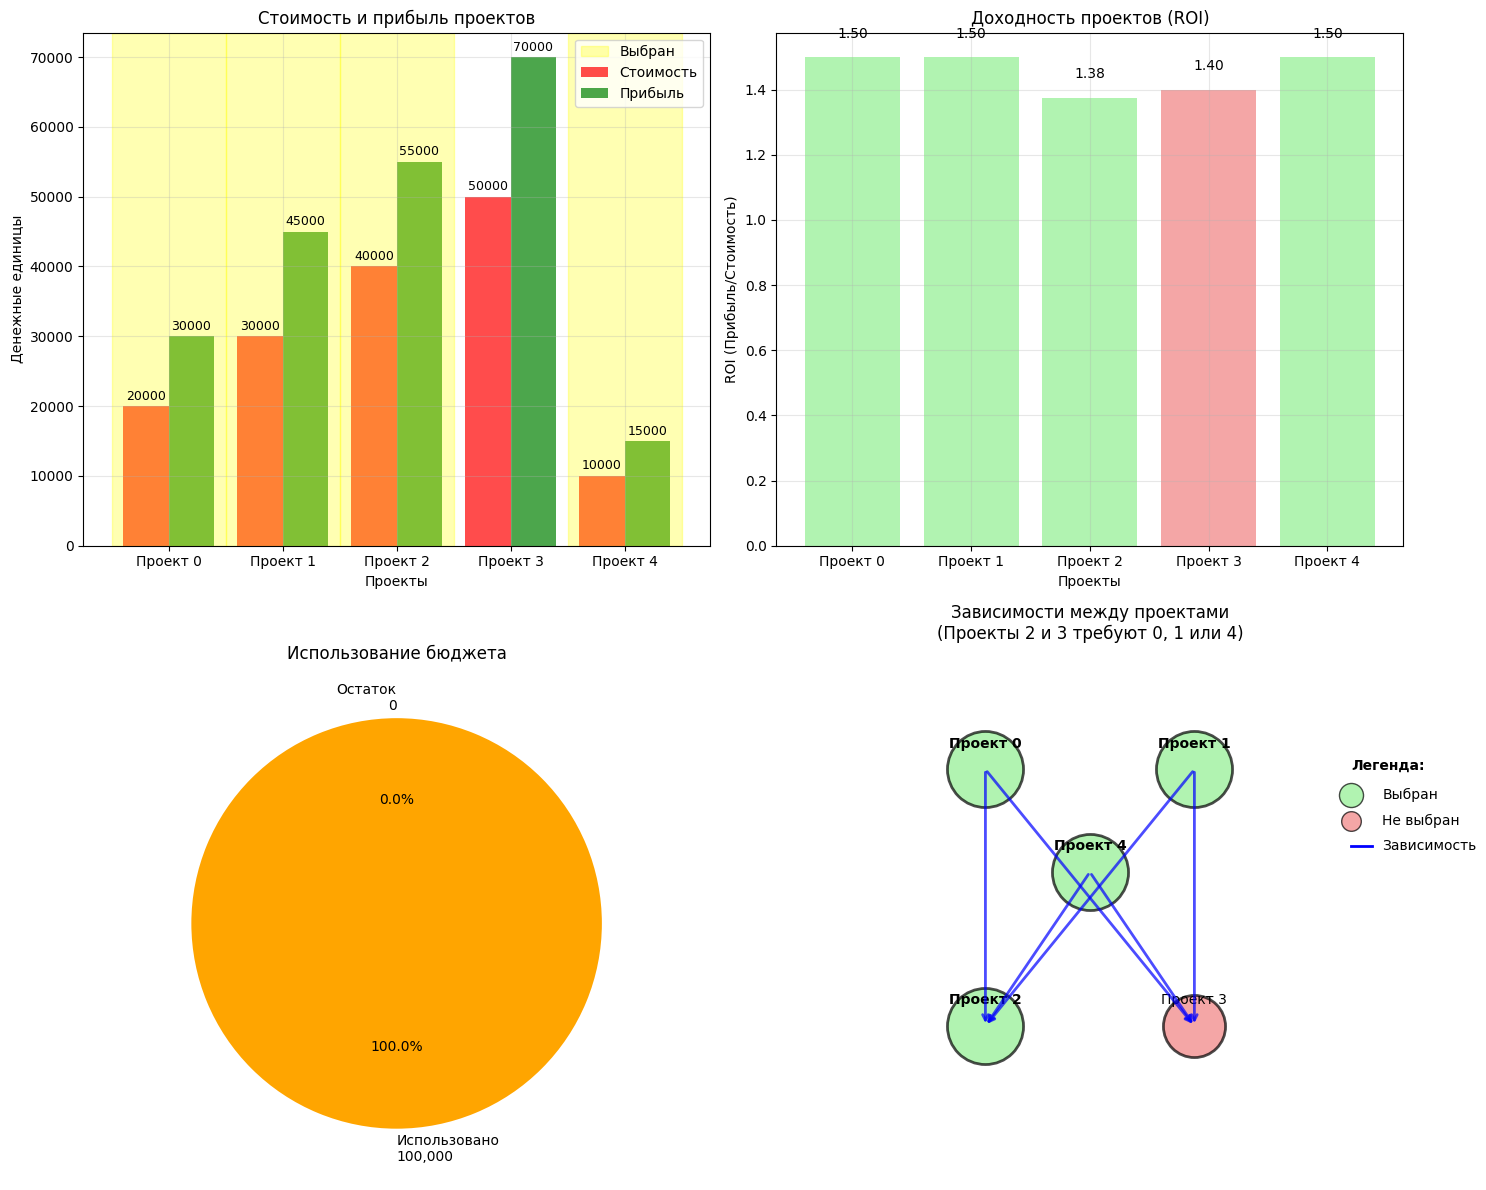 Стоимость и прибыль проектов
Денежные единицы
70000
60000
50000
40000
30000
20000
10000
0
Выбран
Стоимость
Прибыль
20000
30000
30000
45000
40000
55000
50000
70000
10000
15000
Проект 0
Проект 1
Проект 2
Проект 3
Проект 4
Проекты
Доходность проектов (ROI)
ROI (Прибыль/Стоимость)
1.4
1.2
1.0
0.8
0.6
0.4
0.2
0.0
1.50
1.50
1.38
1.40
1.50
Проект 0
Проект 1
Проект 2
Проект 3
Проект 4
Проекты
Использование бюджета
Остаток
0
0.0%
100.0%
Использовано
100,000
Зависимости между проектами
(Проекты 2 и 3 требуют 0, 1 или 4)
Проект 0
Проект 1
Проект 4
Проект 2
Проект 3
Легенда:
Выбран
Не выбран
Зависимость